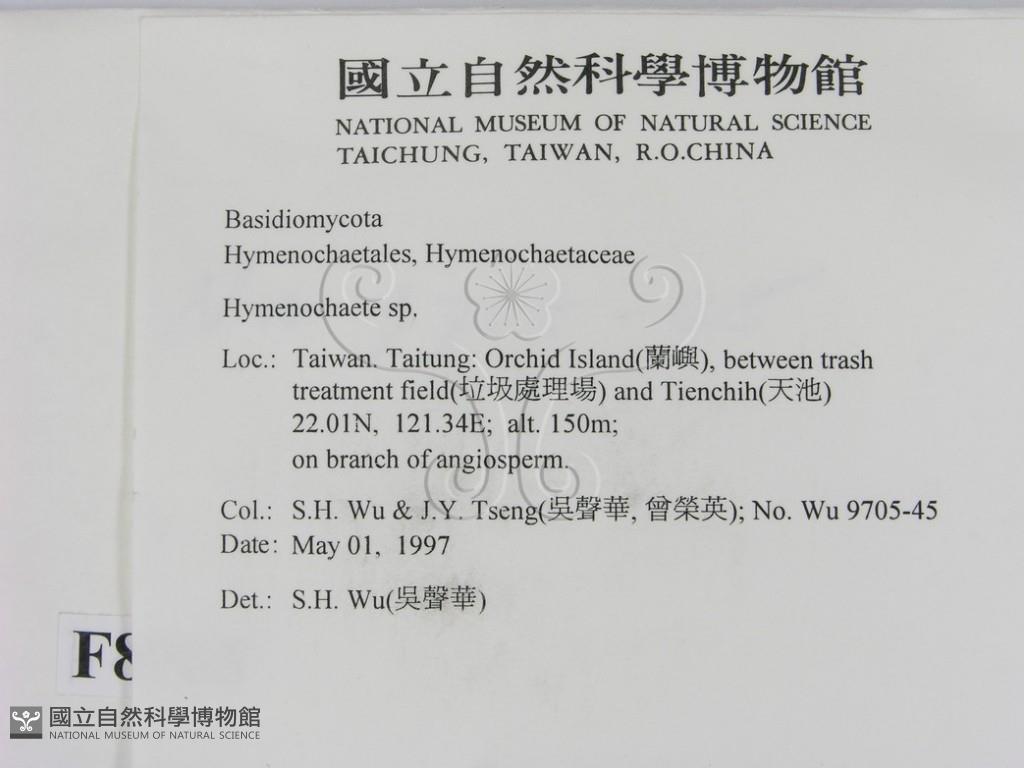 國立自然科學博物館
NATIONAL MUSEUM OF NATURAL SCIENCE
TAICHUNG, TAIWAN, R.O.CHINA
Basidiomycota
Hymenochaetales, Hymenochaetaceae
Hymenochaete sp.
Loc.: Taiwan. Taitung: Orchid Island(蘭嶼), between trash
treatment field(垃圾處理場) and Tienchih(天池)
22.01N, 121.34E; alt. 150m;
on branch of angiosperm.
Col.: S.H. Wu & J.Y. Tseng(吳聲華, 曾榮英); No. Wu 9705-45
Date: May 01, 1997
Det.: S.H. Wu(吳聲華)
F8
國立自然科學博物館
NATIONAL MUSEUM OF NATURAL SCIENCE